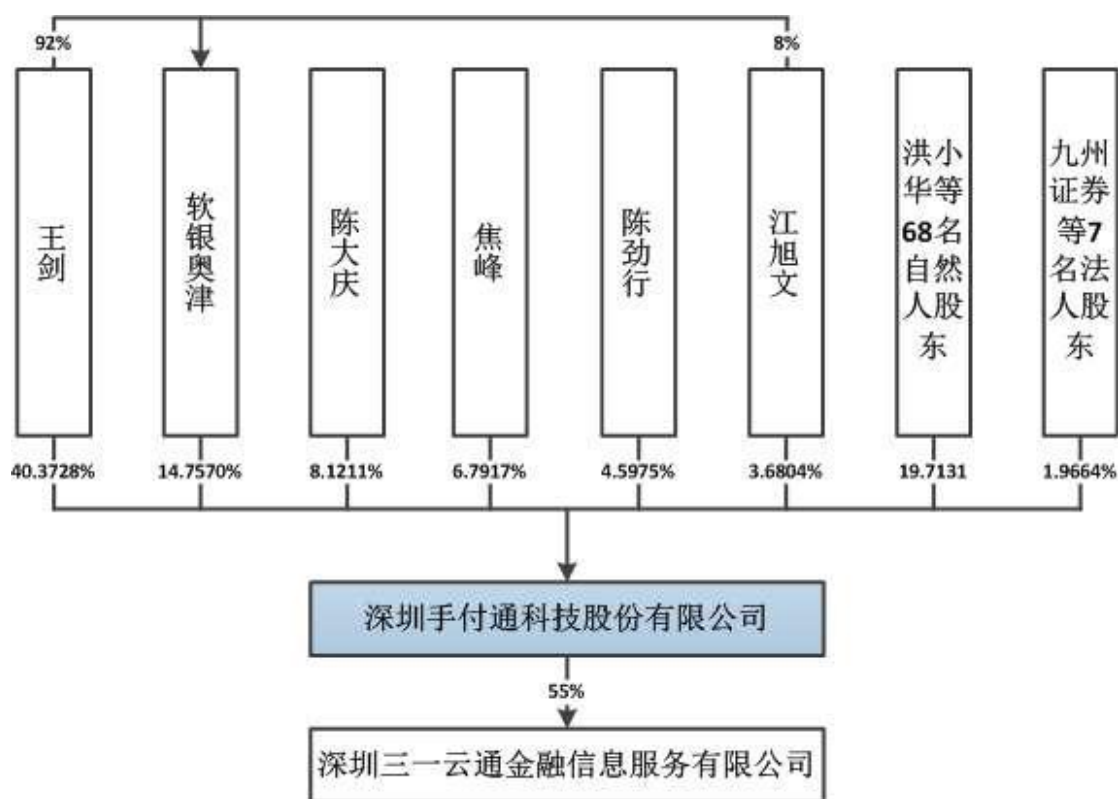 92%
8%
王剑
软银奥津
陈大庆
焦峰
陈劲行
江旭文
洪小
华等
68名
自然
人股
东
九州
证券
等7
名法
人股
东
40.3728%
14.7570%
8.1211%
6.7917%
4.5975%
3.6804%
19.7131
1.9664%
深圳手付通科技股份有限公司
55%
深圳三一云通金融信息服务有限公司